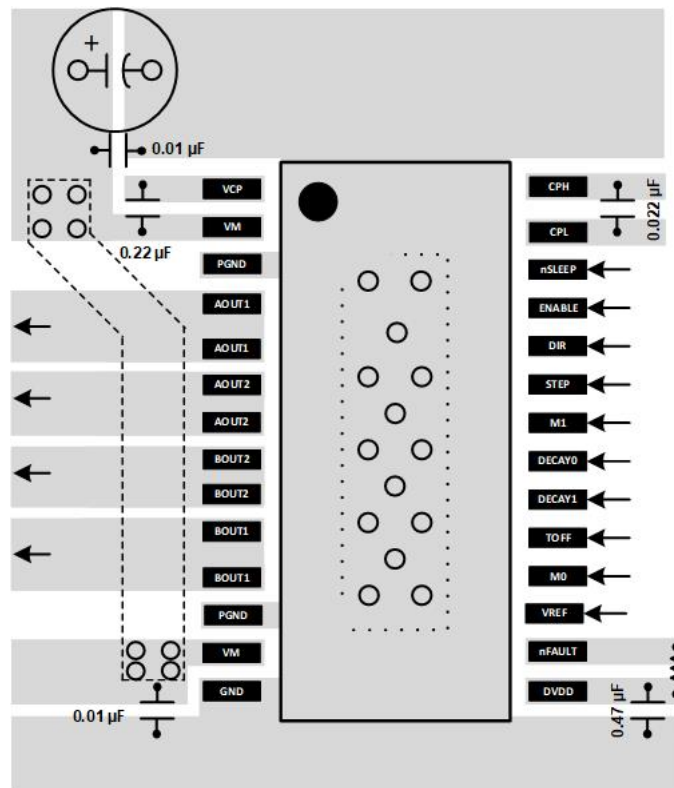 +
0.01 µF
VCP
VM
0.22 µF
PGND
AOUT1
AOUT1
AOUT2
AOUT2
BOUT2
BOUT2
BOUT1
BOUT1
PGND
VM
GND
0.01 µF
CPH
CPL
0.022 µF
nSLEEP
ENABLE
DIR
STEP
M1
DECAY0
DECAY1
TOFF
M0
VREF
nFAULT
DVDD
0.47 µF